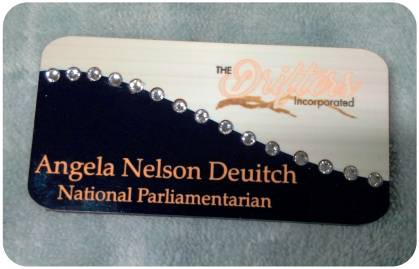 THE Drifters
Incorporated
Angela Nelson Deuitch
National Parliamentarian